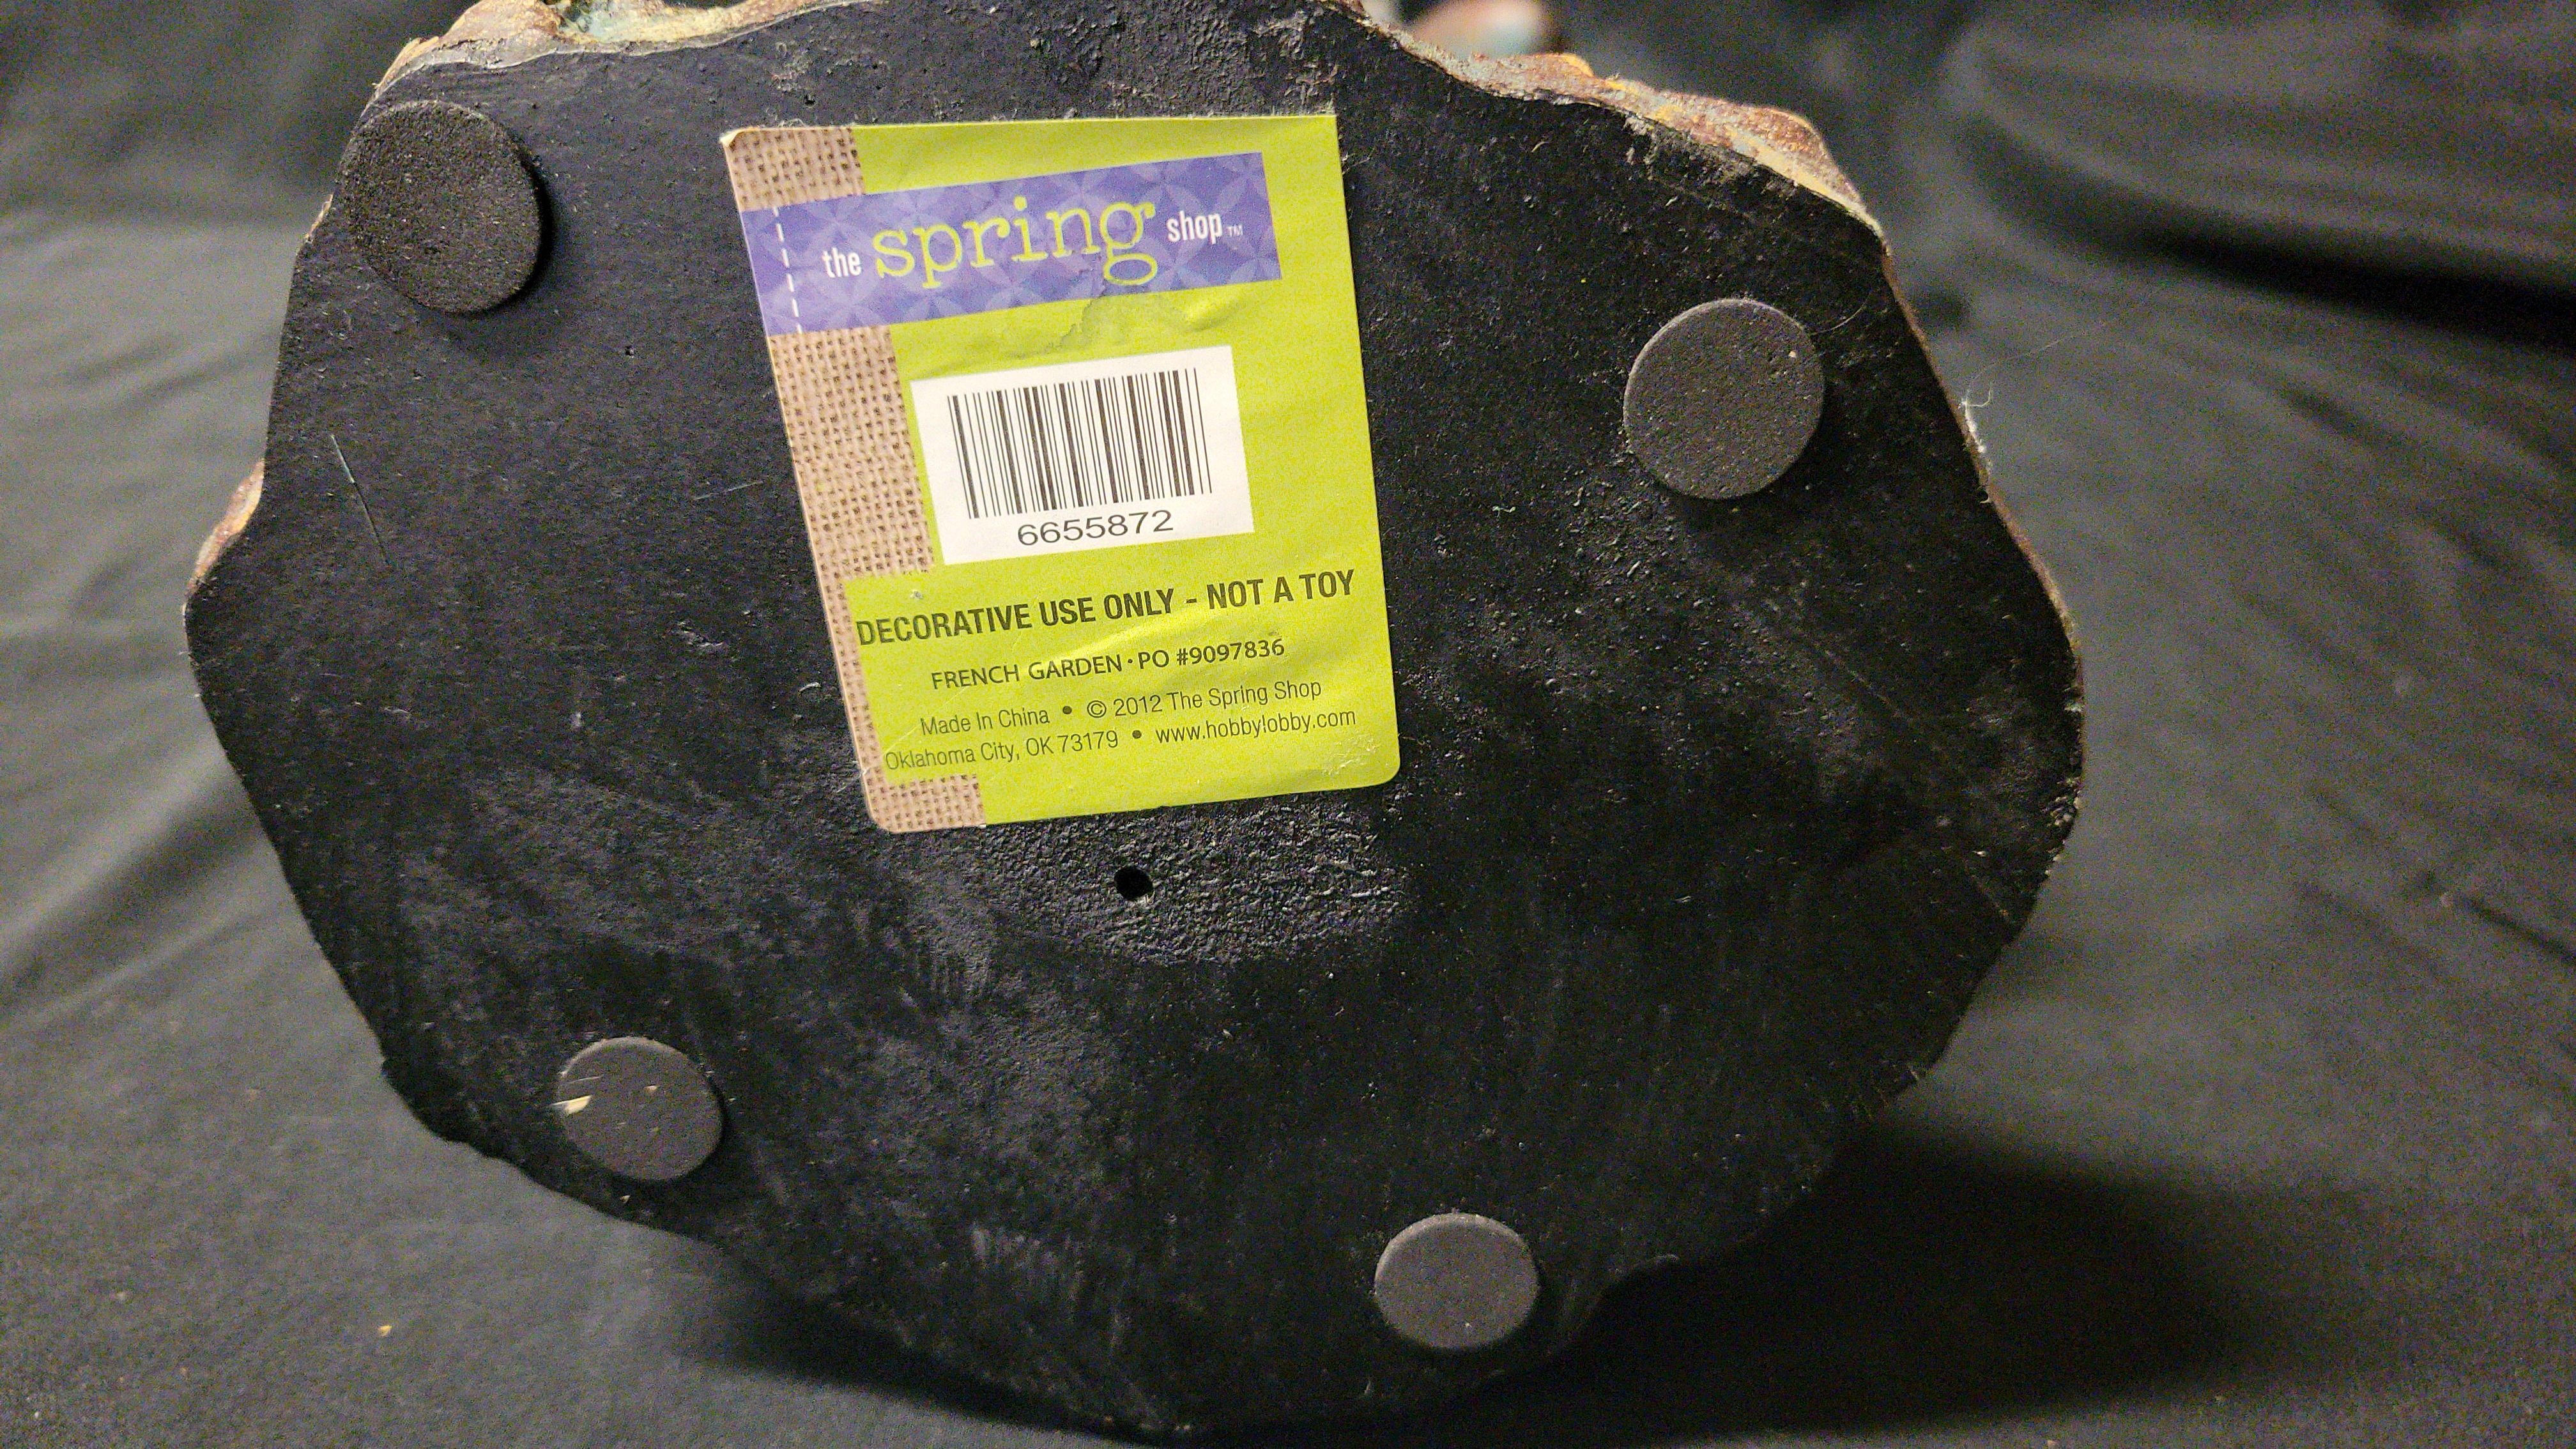 the spring shop™
6655872
DECORATIVE USE ONLY - NOT A TOY
FRENCH GARDEN · PO #9097836
Made In China • © 2012 The Spring Shop
Oklahoma City, OK 73179 • www.hobbylobby.com